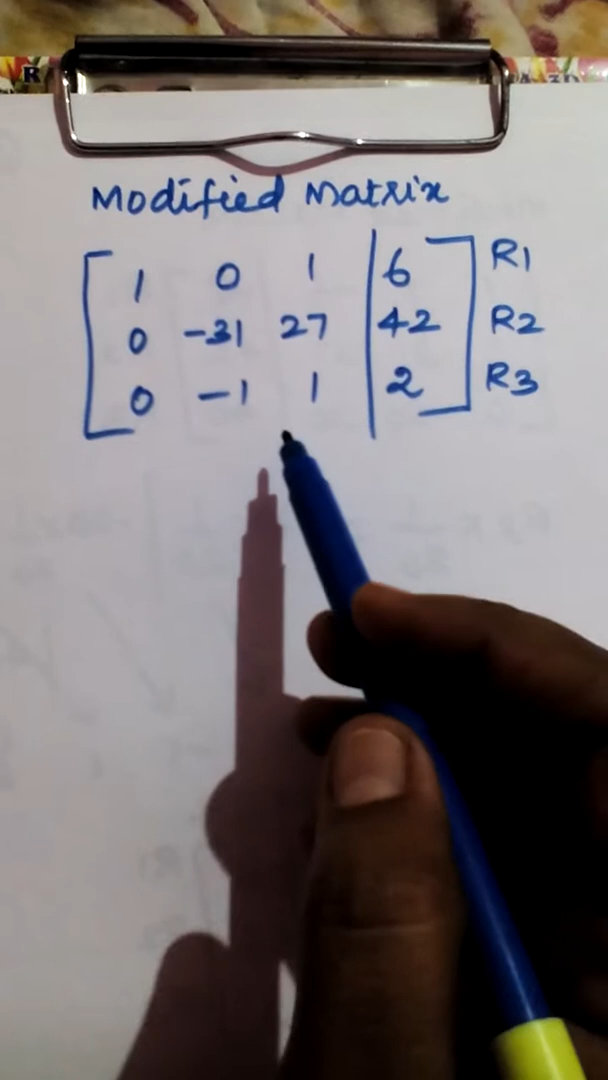 Modified Matrix
1 0 1 6 R1
0 -31 27 42 R2
0 -1 1 2 R3